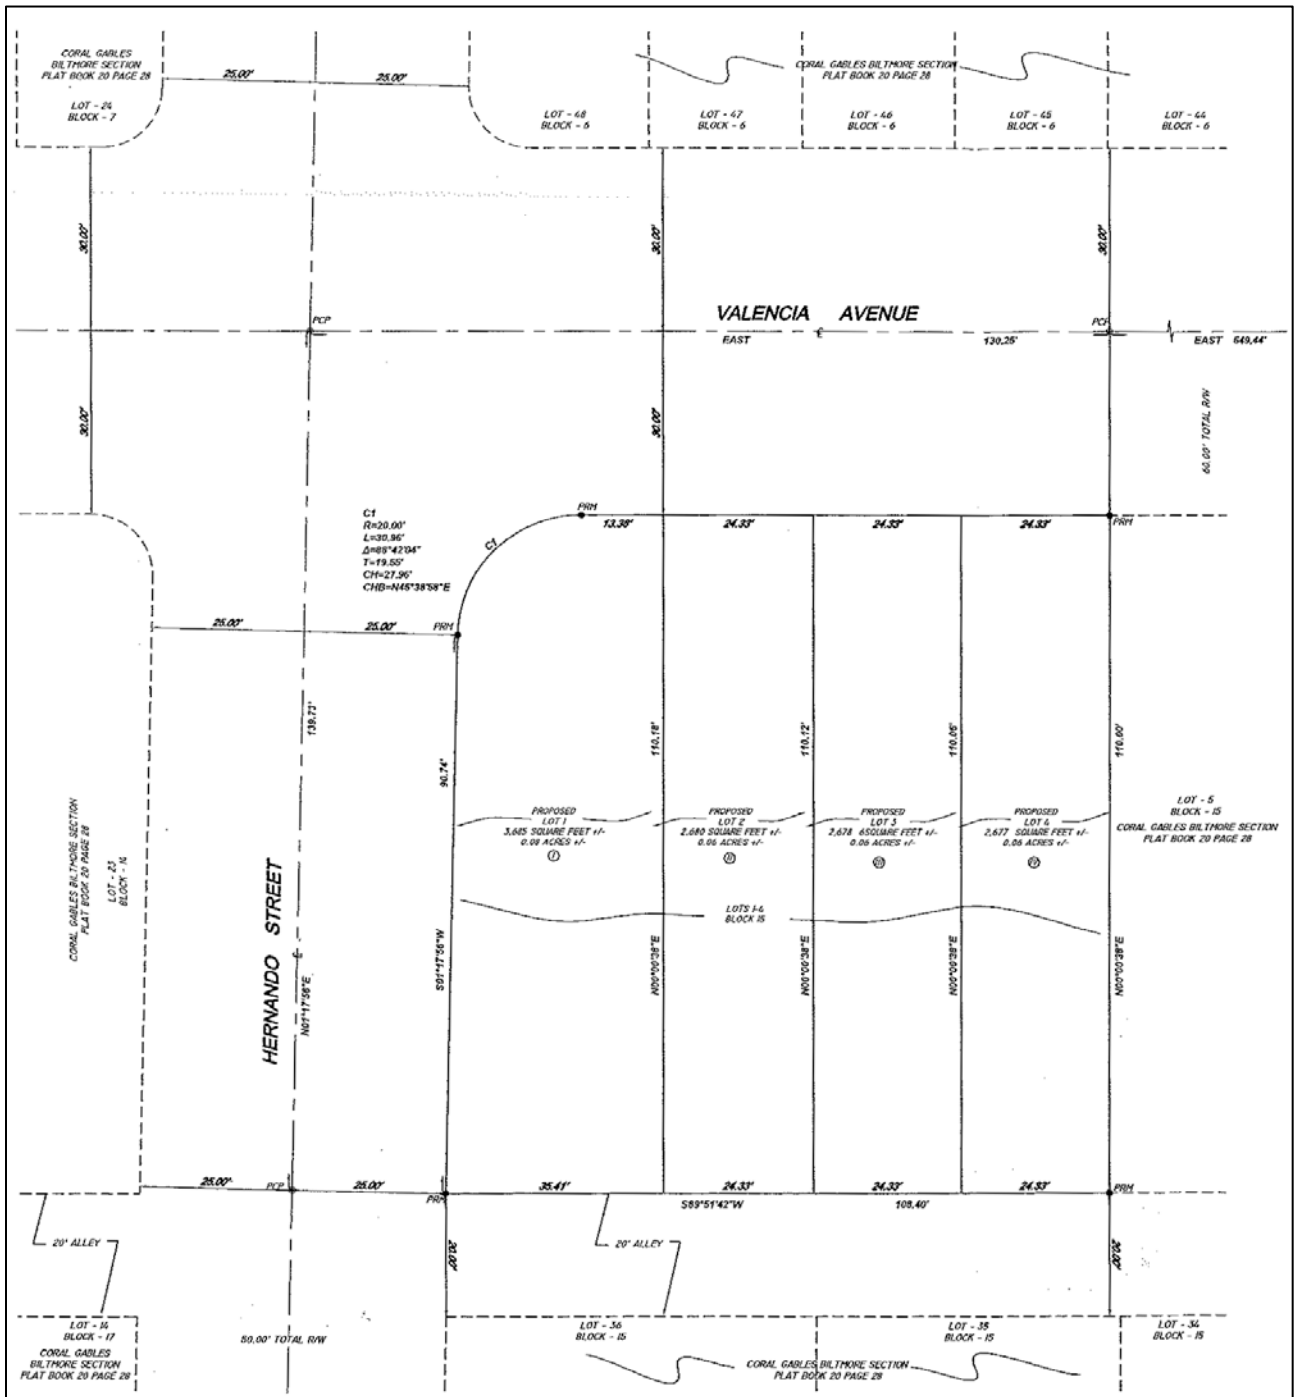 CORAL GABLES
BILTMORE SECTION
PLAT BOOK 20 PAGE 28
LOT - 24
BLOCK - 7
25.00'
25.00'
CORAL GABLES BILTMORE SECTION
PLAT BOOK 20 PAGE 28
LOT - 48
BLOCK - 6
LOT - 47
BLOCK - 6
LOT - 46
BLOCK - 6
LOT - 45
BLOCK - 6
LOT - 44
BLOCK - 6
30.00'
30.00'
30.00'
PCP
VALENCIA AVENUE
EAST
130.25'
PCP
EAST 649.44'
30.00'
30.00'
60.00' TOTAL R/W
C1
R=20.00'
L=30.96'
T=19.55'
CH=27.96'
C1
PRM
13.38'
24.33'
24.33'
24.33'
PRM
25.00'
25.00'
PRM
139.73'
90.74'
110.18'
110.12'
110.06'
110.00'
PROPOSED
LOT 1
3,685 SQUARE FEET +/-
0.08 ACRES +/-
I
PROPOSED
LOT 2
2,680 SQUARE FEET +/-
0.06 ACRES +/-
II
PROPOSED
LOT 3
2,678 6SQUARE FEET +/-
0.06 ACRES +/-
III
PROPOSED
LOT 4
2,677 SQUARE FEET +/-
0.06 ACRES +/-
IV
LOT - 5
BLOCK - 15
CORAL GABLES BILTMORE SECTION
PLAT BOOK 20 PAGE 28
CORAL GABLES BILTMORE SECTION
PLAT BOOK 20 PAGE 28
LOT - 23
BLOCK - 14
HERNANDO STREET
N01°17'56"E
S01°17'56"W
LOTS 1-4
BLOCK 15
N00°00'38"E
N00°00'38"E
N00°00'38"E
N00°00'38"E
25.00'
PCP
25.00'
PRM
35.41'
24.33'
24.33'
24.33'
PRM
S89°51'42"W
108.40'
20' ALLEY
20.00'
20' ALLEY
20.00'
LOT - 14
BLOCK - 17
CORAL GABLES
BILTMORE SECTION
PLAT BOOK 20 PAGE 28
50.00' TOTAL R/W
LOT - 36
BLOCK - 15
LOT - 35
BLOCK - 15
LOT - 34
BLOCK - 15
CORAL GABLES BILTMORE SECTION
PLAT BOOK 20 PAGE 28